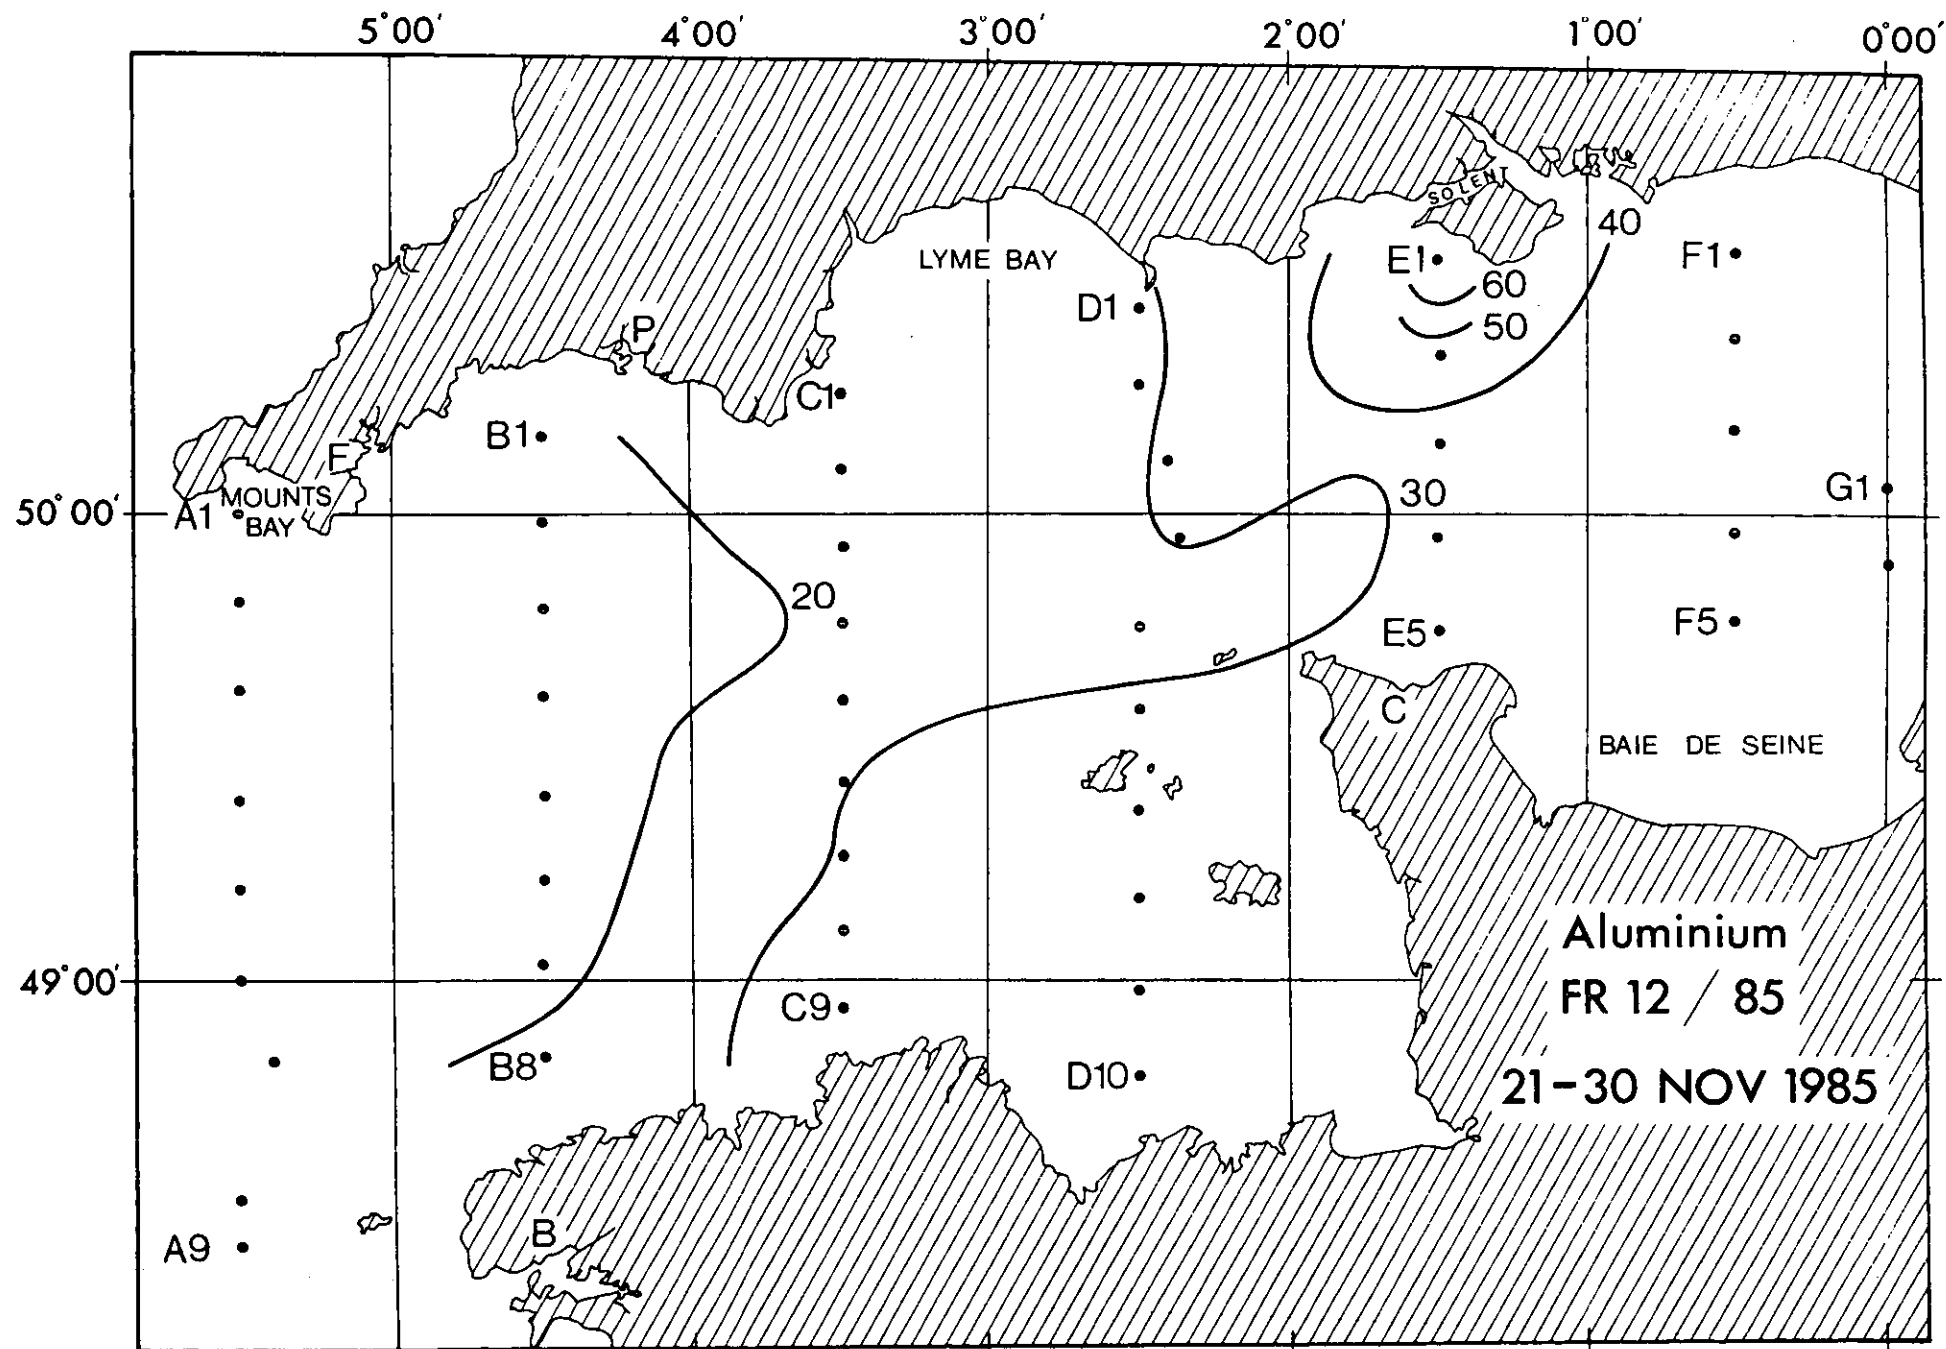 5°00′ 4°00′ 3°00′ 2°00′ 1°00′ 0°00′
SOLENT
40
LYME BAY
E1
F1
60
D1
50
P
C1
B1
F
30
G1
MOUNTS
BAY
50°00′
A1
20
E5
F5
C
BAIE DE SEINE
Aluminium
49°00′
C9
FR 12 / 85
B8
D10
21–30 NOV 1985
B
A9